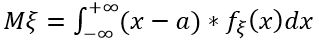 Mξ = ∫_{-∞}^{+∞}(x − a) * f_ξ(x)dx